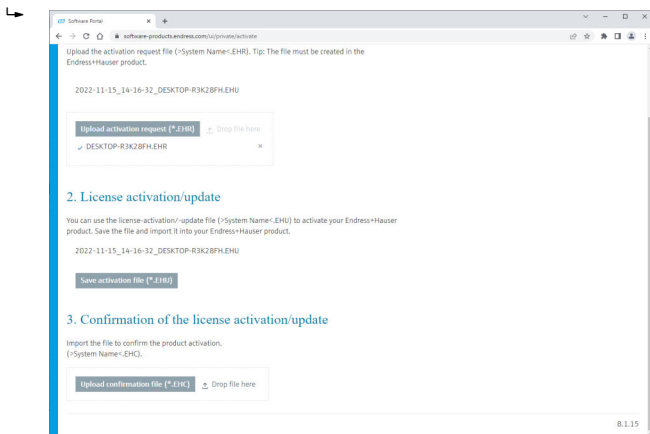 Software Portal
software-products.endress.com/ui/private/activate
Upload the activation request file (>System Name<.EHR). Tip: The file must be created in the
Endress+Hauser product.
2022-11-15_14-16-32_DESKTOP-R3K28FH.EHU
Upload activation request (*.EHR) Drop file here
DESKTOP-R3K28FH.EHR
2. License activation/update
You can use the license-activation/-update file (>System Name<.EHU) to activate your Endress+Hauser
product. Save the file and import it into your Endress+Hauser product.
2022-11-15_14-16-32_DESKTOP-R3K28FH.EHU
Save activation file (*.EHU)
3. Confirmation of the license activation/update
Import the file to confirm the product activation.
(>System Name<.EHC).
Upload confirmation file (*.EHC) Drop file here
8.1.15